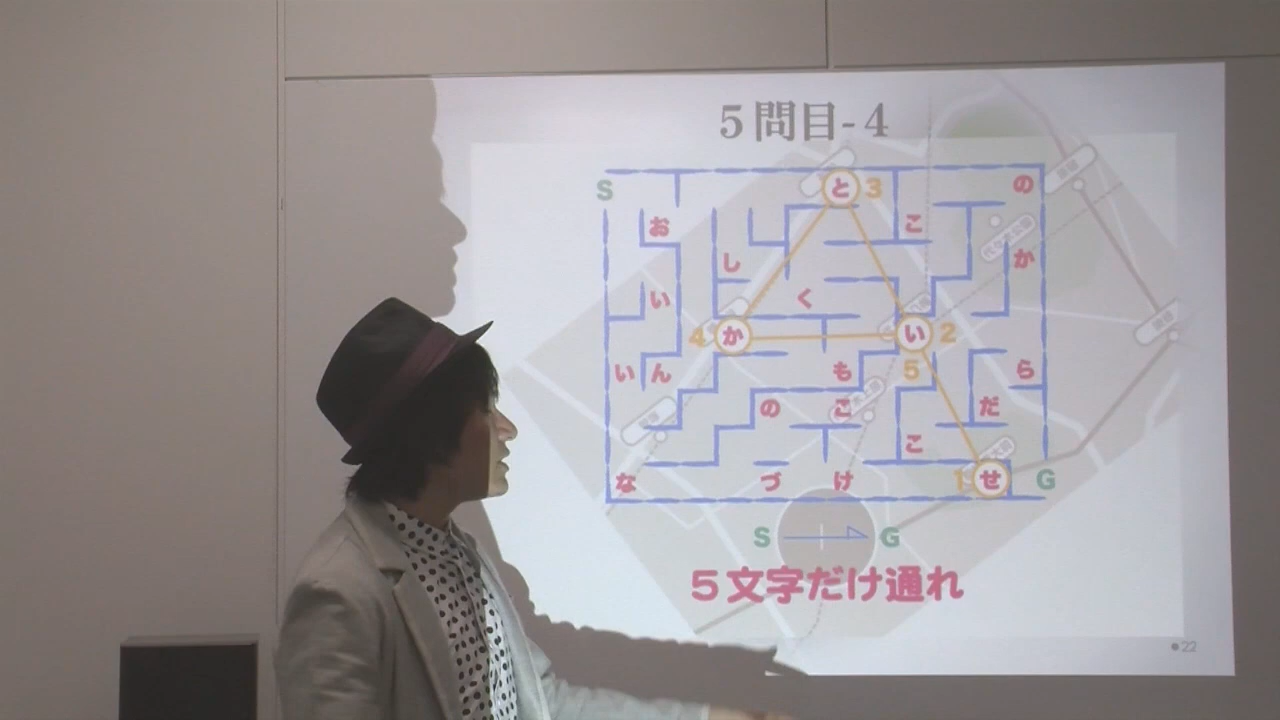 5問目-4
S
と 3
の
お
こ
し
か
い
く
4 か
い 2
い
ん
も
5
ら
の
こ
だ
こ
な
づ
け
1 せ
G
S
G
5文字だけ通れ
22